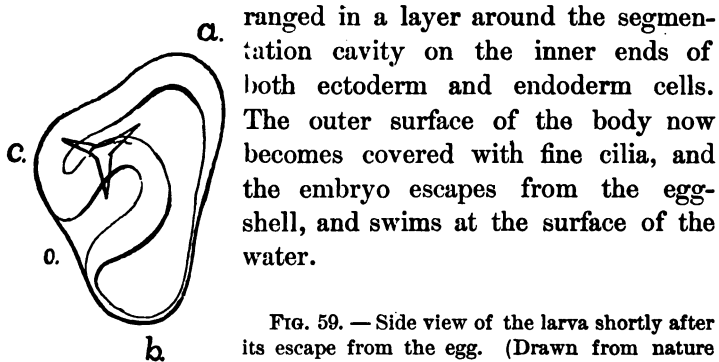 a.
ranged in a layer around the segmen-
tation cavity on the inner ends of
both ectoderm and endoderm cells.
The outer surface of the body now
c.
becomes covered with fine cilia, and
the embryo escapes from the egg-
shell, and swims at the surface of the
o.
water.
FIG. 59. — Side view of the larva shortly after
b.
its escape from the egg. (Drawn from nature